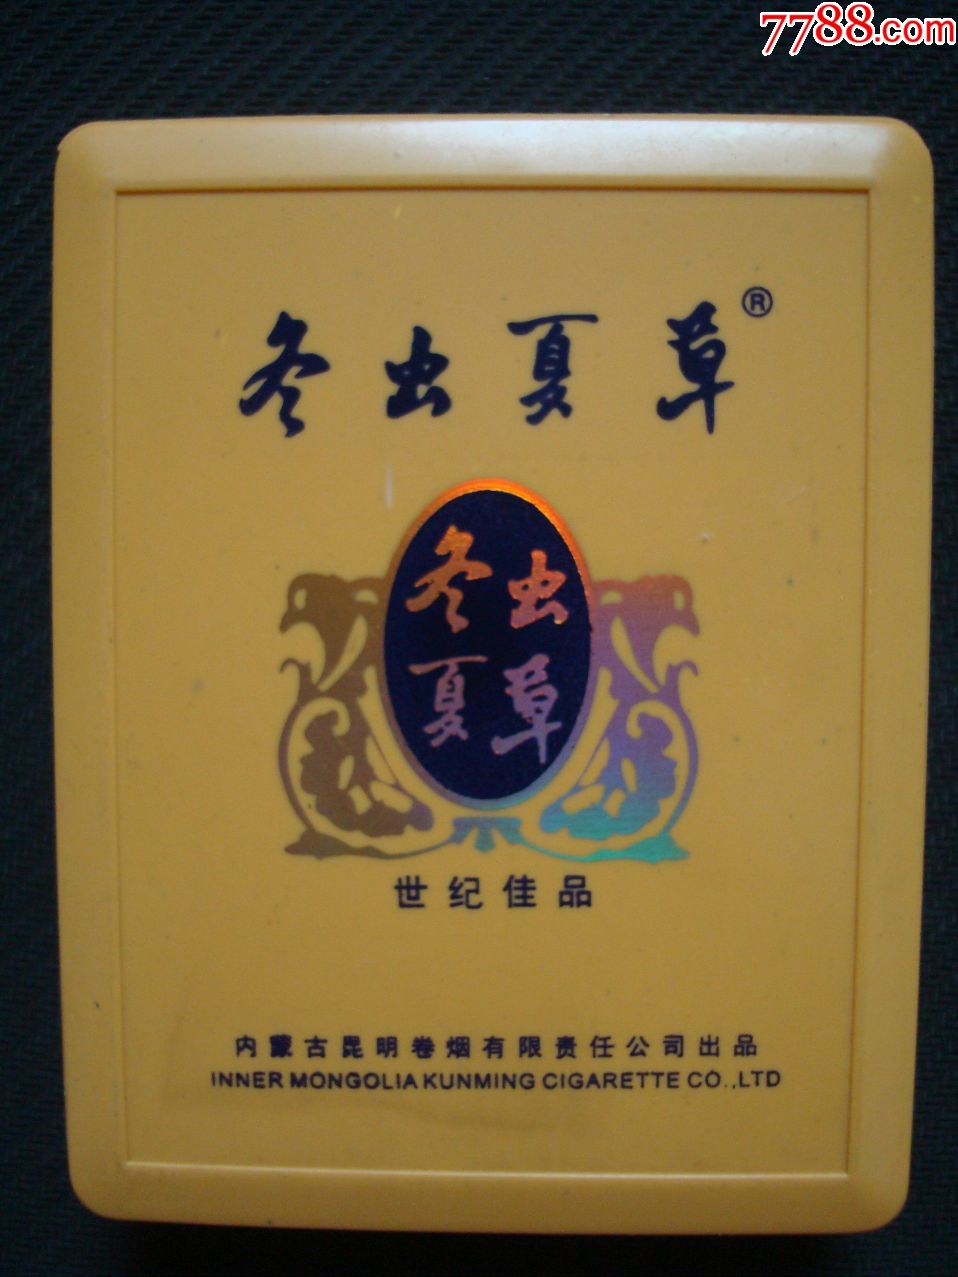 7788.com
冬虫夏草®
冬虫
夏草
世纪佳品
内蒙古昆明卷烟有限责任公司出品
INNER MONGOLIA KUNMING CIGARETTE CO.,LTD